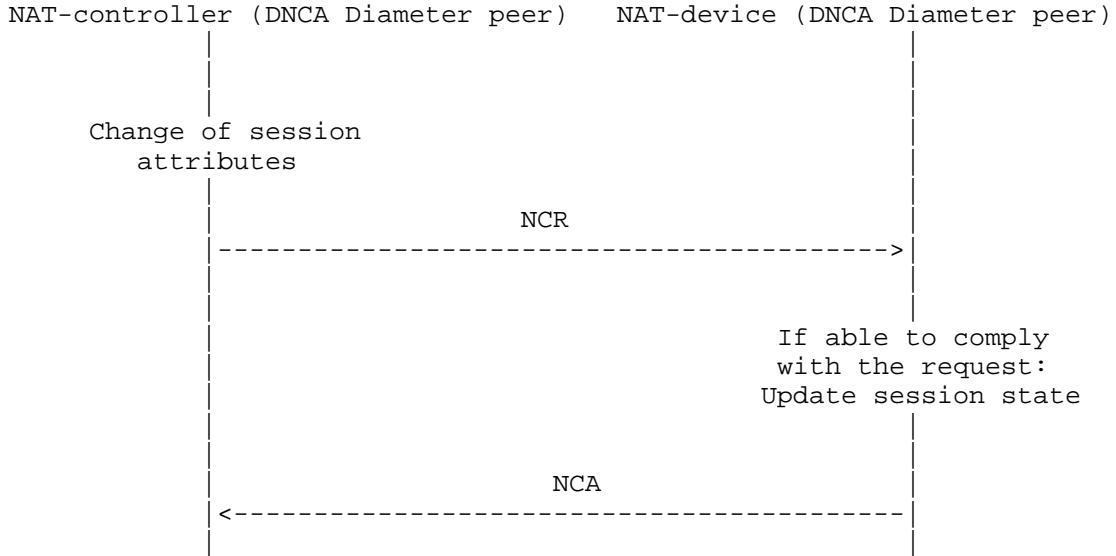 NAT-controller (DNCA Diameter peer)   NAT-device (DNCA Diameter peer)
Change of session
attributes
NCR
If able to comply
with the request:
Update session state
NCA